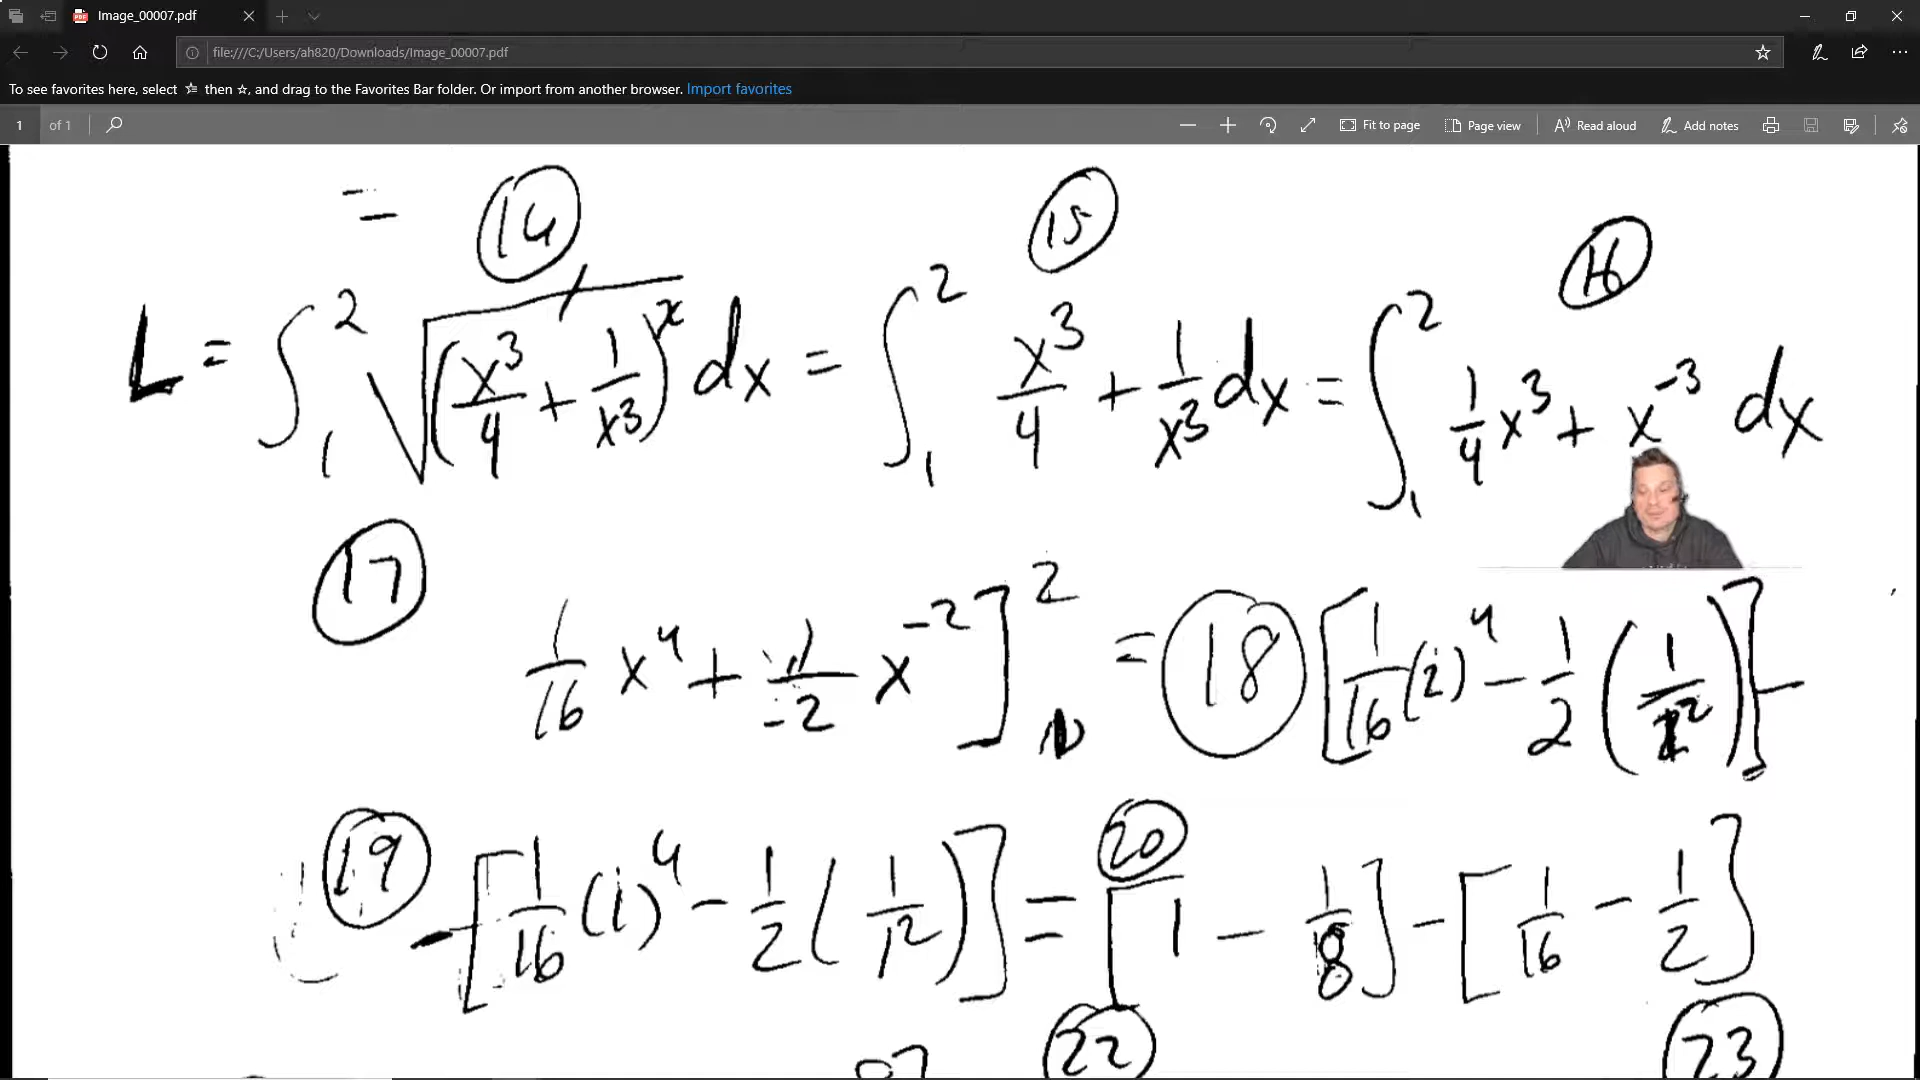 Image_00007.pdf
file:///C:/Users/ah820/Downloads/Image_00007.pdf
To see favorites here, select then ☆, and drag to the Favorites Bar folder. Or import from another browser. Import favorites
1 of 1 Fit to page Page view Read aloud Add notes
= 14 15 16
L = ∫₁² √(x³/4 + 1/x³)² dx = ∫₁² x³/4 + 1/x³ dx = ∫₁² 1/4 x³ + x⁻³ dx
17 1/16 x⁴ + 1/-2 x⁻²]₁² = 18 [1/16 (2)⁴ - 1/2 (1/2²)] -
19 - [1/16 (1)⁴ - 1/2 (1/1²)] = 20 [1 - 1/8] - [1/16 - 1/2]
22 23